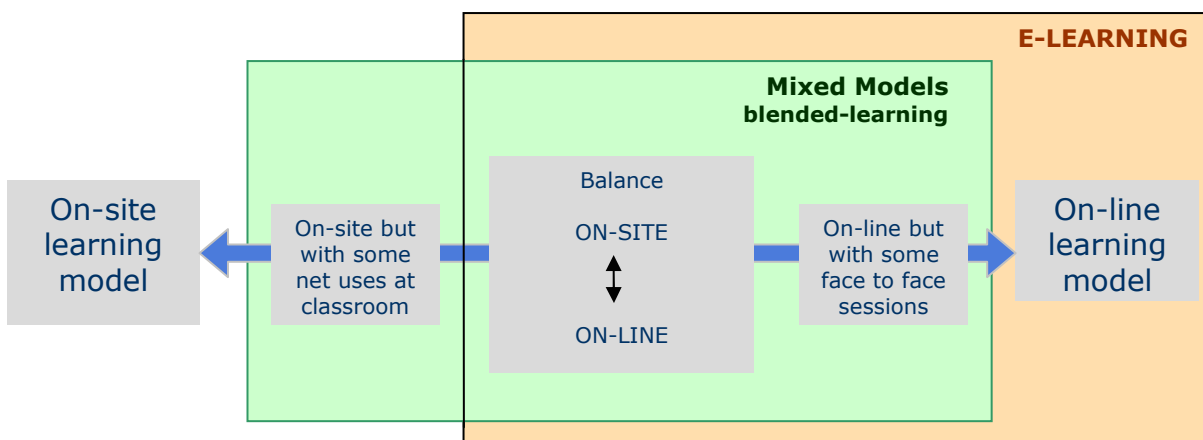 E-LEARNING
Mixed Models
blended-learning
On-site
learning
model
On-site but
with some
net uses at
classroom
Balance
ON-SITE
ON-LINE
On-line but
with some
face to face
sessions
On-line
learning
model